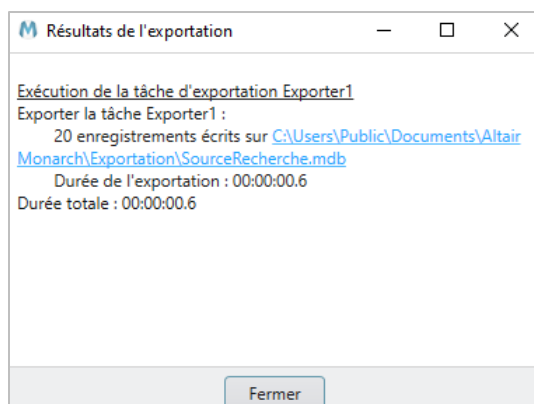 Résultats de l'exportation
Exécution de la tâche d'exportation Exporter1
Exporter la tâche Exporter1 :
20 enregistrements écrits sur C:\Users\Public\Documents\Altair
Monarch\Exportation\SourceRecherche.mdb
Durée de l'exportation : 00:00:00.6
Durée totale : 00:00:00.6
Fermer